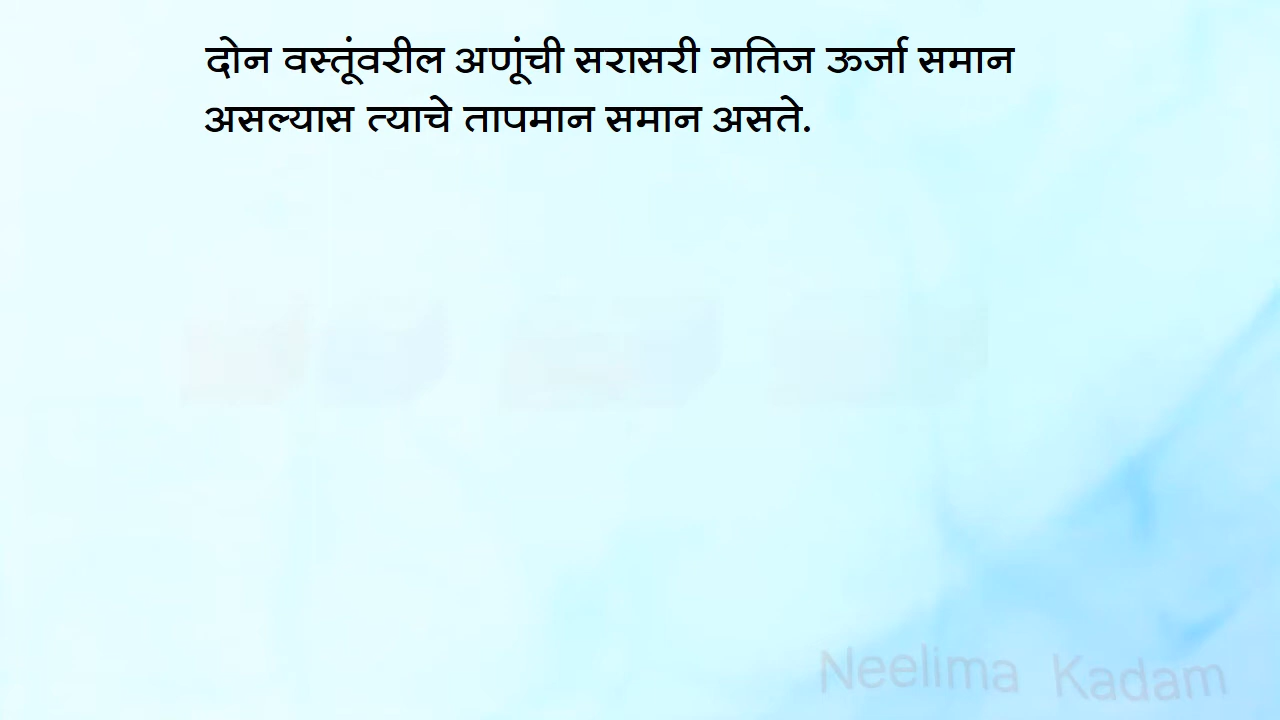 दोन वस्तूंवरील अणूंची सरासरी गतिज ऊर्जा समान
असल्यास त्याचे तापमान समान असते.
Neelima Kadam